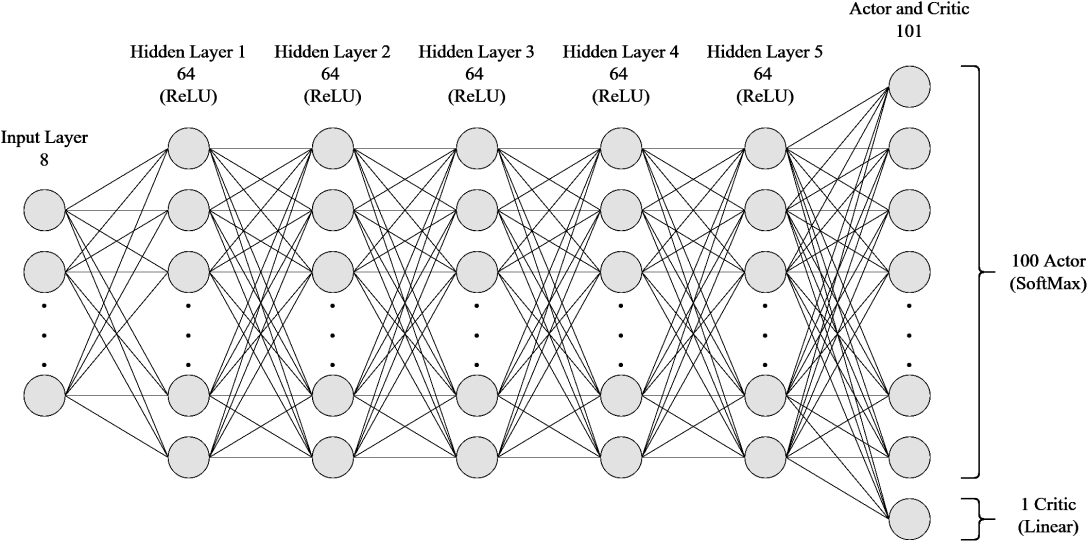 Actor and Critic
101
Hidden Layer 1
64
(ReLU)
Hidden Layer 2
64
(ReLU)
Hidden Layer 3
64
(ReLU)
Hidden Layer 4
64
(ReLU)
Hidden Layer 5
64
(ReLU)
Input Layer
8
100 Actor
(SoftMax)
1 Critic
(Linear)